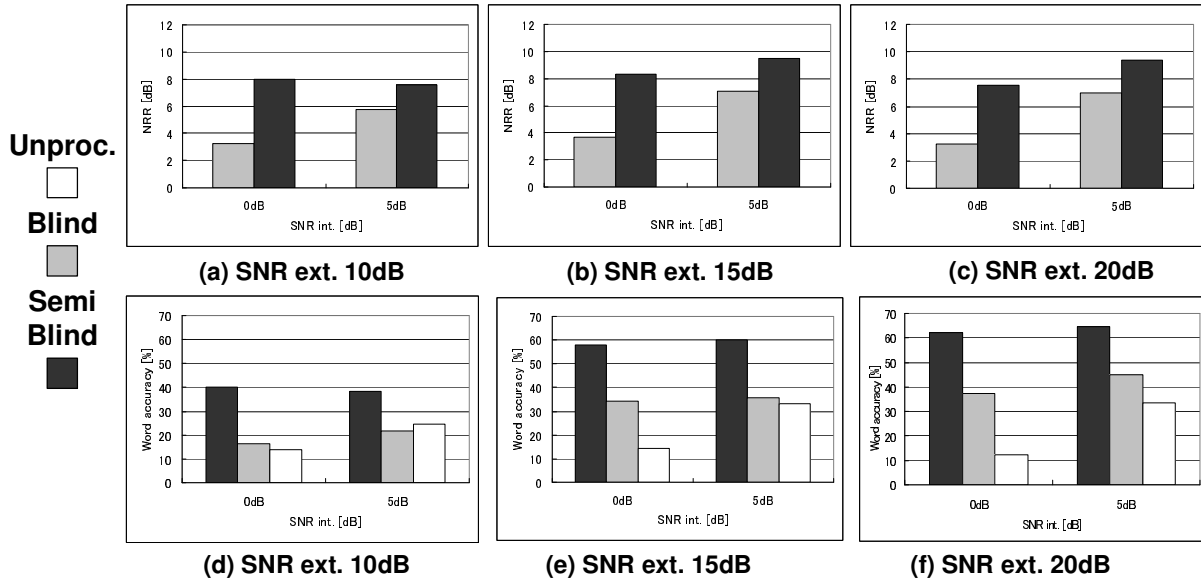 Unproc.
Blind
Semi
Blind
NRR [dB]
12
10
8
6
4
2
0
0dB
5dB
SNR int. [dB]
(a) SNR ext. 10dB
NRR [dB]
12
10
8
6
4
2
0
0dB
5dB
SNR int. [dB]
(b) SNR ext. 15dB
NRR [dB]
12
10
8
6
4
2
0
0dB
5dB
SNR int. [dB]
(c) SNR ext. 20dB
Word accuracy [%]
70
60
50
40
30
20
10
0
0dB
5dB
SNR int. [dB]
(d) SNR ext. 10dB
Word accuracy [%]
70
60
50
40
30
20
10
0
0dB
5dB
SNR int. [dB]
(e) SNR ext. 15dB
Word accuracy [%]
70
60
50
40
30
20
10
0
0dB
5dB
SNR int. [dB]
(f) SNR ext. 20dB